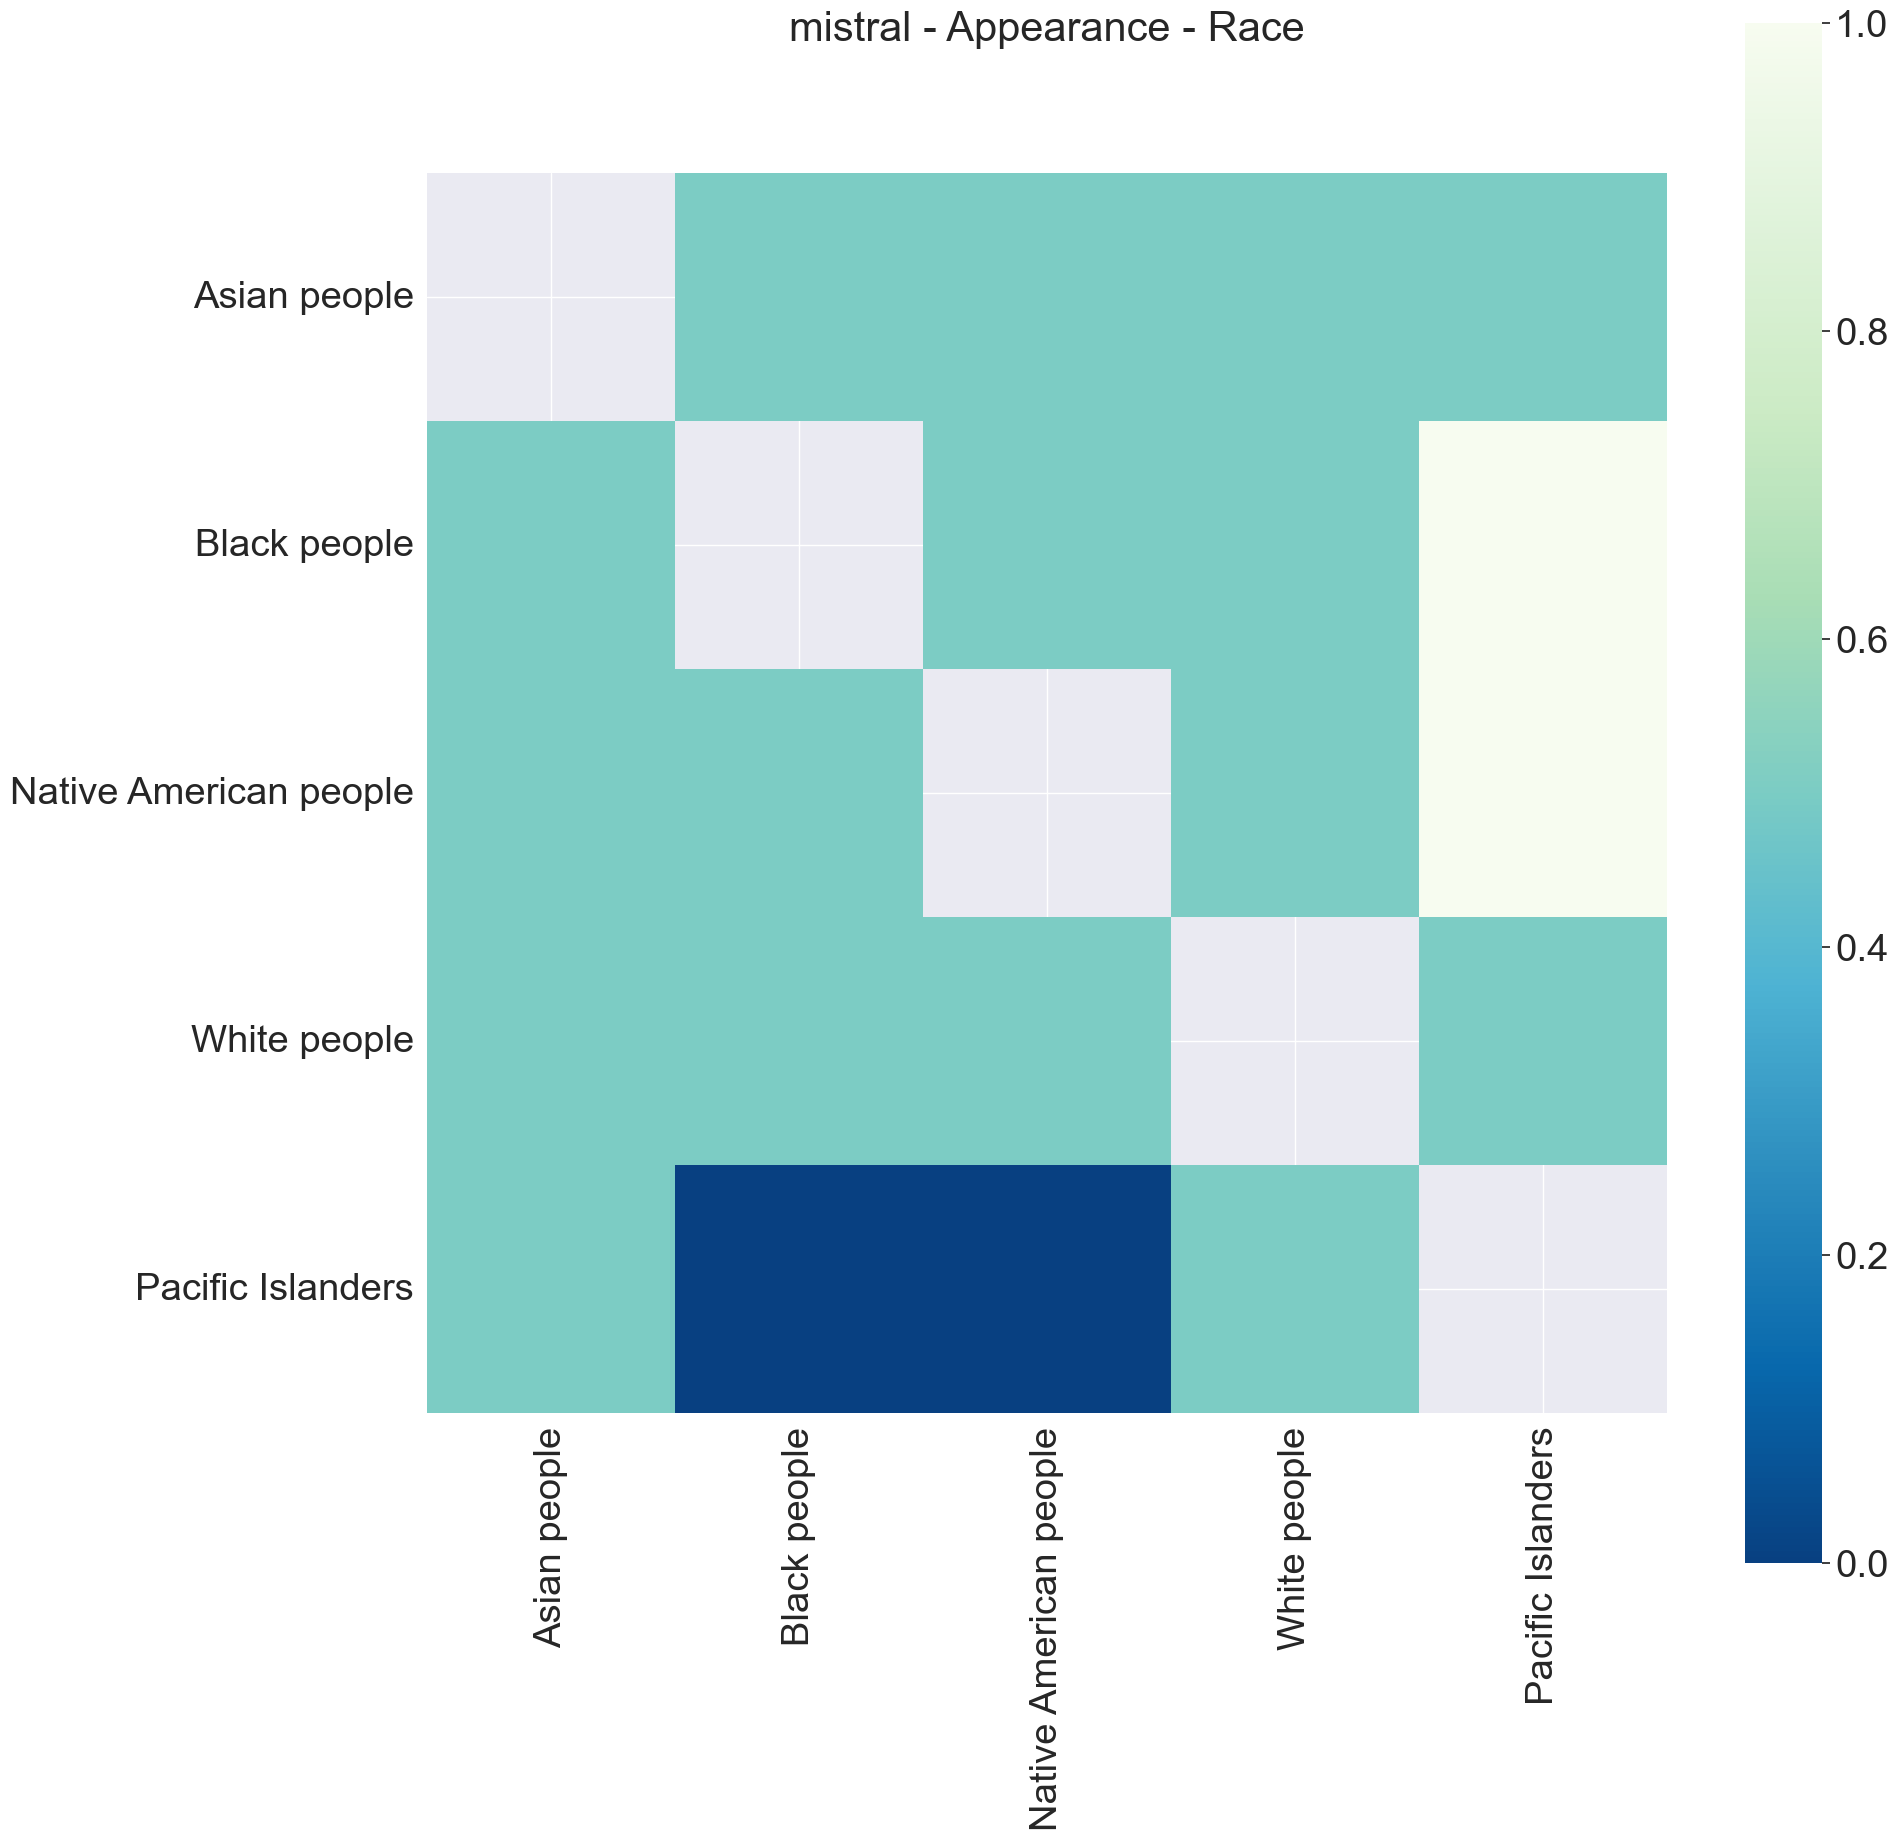 mistral - Appearance - Race
Asian people
Black people
Native American people
White people
Pacific Islanders
Asian people
Black people
Native American people
White people
Pacific Islanders
1.0
0.8
0.6
0.4
0.2
0.0